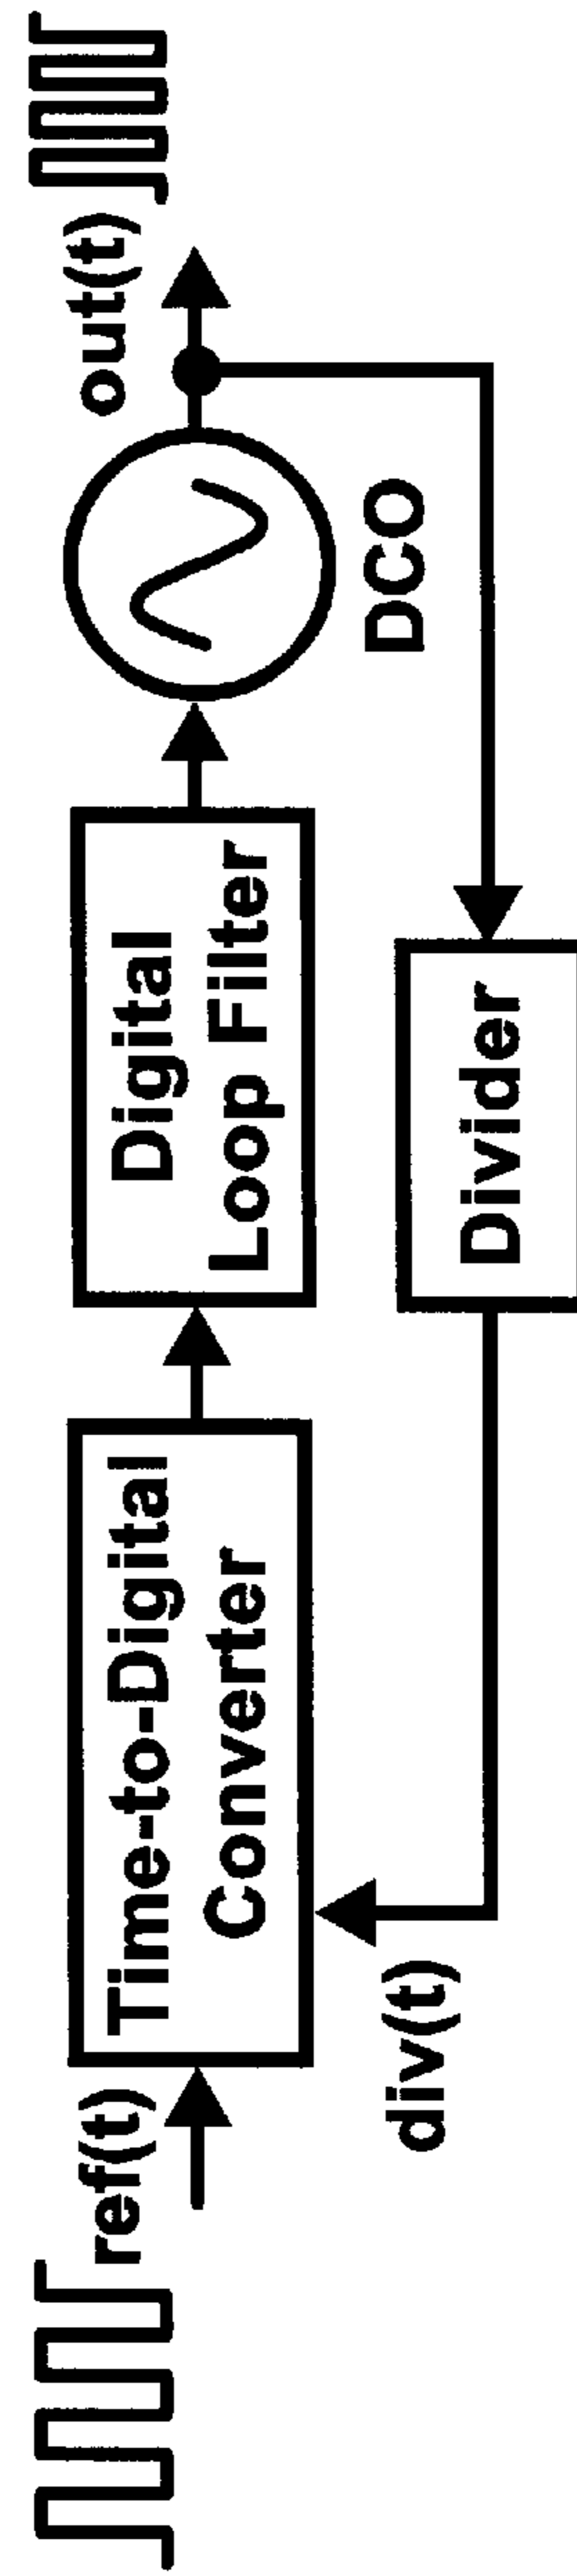 ref(t)
Time-to-Digital
Converter
Digital
Loop Filter
out(t)
DCO
div(t)
Divider